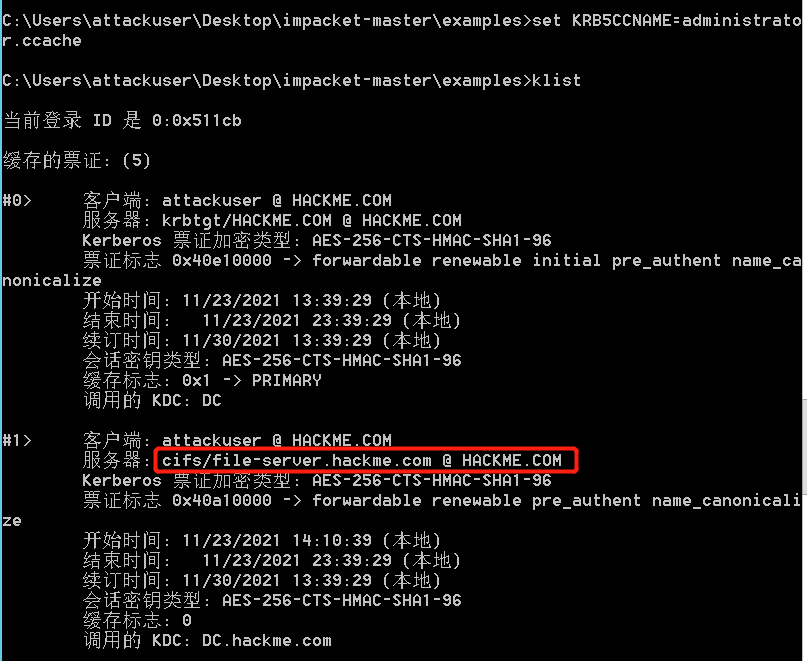 C:\Users\attackuser\Desktop\impacket-master\examples>set KRB5CCNAME=administrato
r.ccache
C:\Users\attackuser\Desktop\impacket-master\examples>klist
当前登录 ID 是 0:0x511cb
缓存的票证: (5)
#0>     客户端: attackuser @ HACKME.COM
        服务器: krbtgt/HACKME.COM @ HACKME.COM
        Kerberos 票证加密类型: AES-256-CTS-HMAC-SHA1-96
        票证标志 0x40e10000 -> forwardable renewable initial pre_authent name_ca
nonicalize
        开始时间: 11/23/2021 13:39:29 (本地)
        结束时间:   11/23/2021 23:39:29 (本地)
        续订时间: 11/30/2021 13:39:29 (本地)
        会话密钥类型: AES-256-CTS-HMAC-SHA1-96
        缓存标志: 0x1 -> PRIMARY
        调用的 KDC: DC
#1>     客户端: attackuser @ HACKME.COM
        服务器: cifs/file-server.hackme.com @ HACKME.COM
        Kerberos 票证加密类型: AES-256-CTS-HMAC-SHA1-96
        票证标志 0x40a10000 -> forwardable renewable pre_authent name_canonicali
ze
        开始时间: 11/23/2021 14:10:39 (本地)
        结束时间:   11/23/2021 23:39:29 (本地)
        续订时间: 11/30/2021 13:39:29 (本地)
        会话密钥类型: AES-256-CTS-HMAC-SHA1-96
        缓存标志: 0
        调用的 KDC: DC.hackme.com